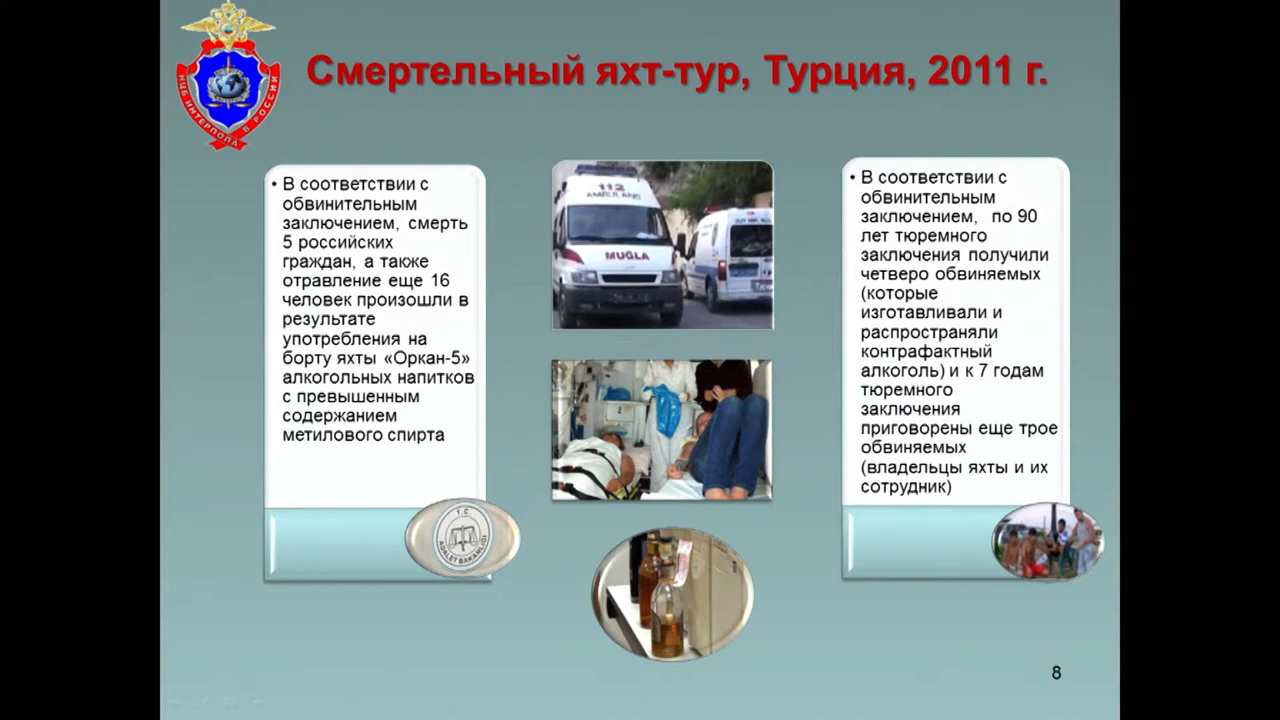 Смертельный яхт-тур, Турция, 2011 г.
НЦБ ИНТЕРПОЛА В РОССИИ
• В соответствии с
обвинительным
заключением, смерть
5 российских
граждан, а также
отравление еще 16
человек произошли в
результате
употребления на
борту яхты «Оркан-5»
алкогольных напитков
с превышенным
содержанием
метилового спирта
T.C.
ADALET BAKANLIĞI
112
AMBULANS
MUĞLA
• В соответствии с
обвинительным
заключением, по 90
лет тюремного
заключения получили
четверо обвиняемых
(которые
изготавливали и
распространяли
контрафактный
алкоголь) и к 7 годам
тюремного
заключения
приговорены еще трое
обвиняемых
(владельцы яхты и их
сотрудник)
8